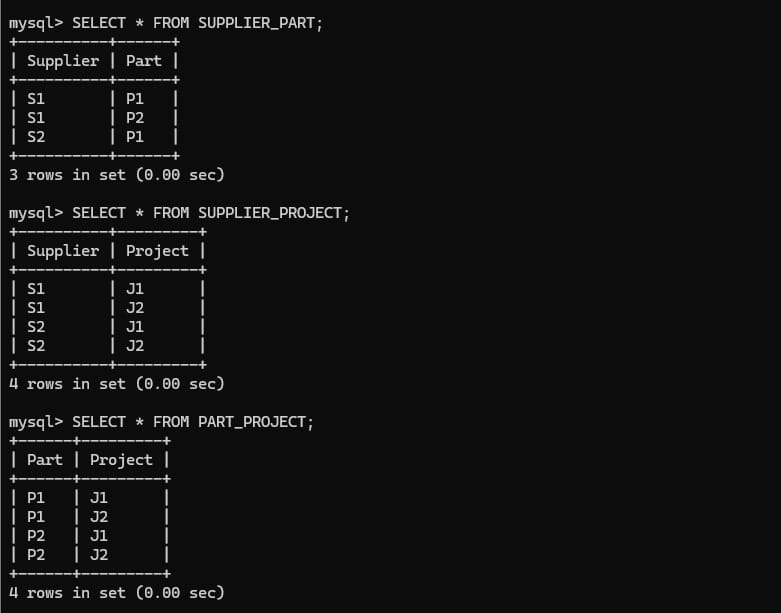 mysql> SELECT * FROM SUPPLIER_PART;
+----------+------+
| Supplier | Part |
+----------+------+
| S1       | P1   |
| S1       | P2   |
| S2       | P1   |
+----------+------+
3 rows in set (0.00 sec)

mysql> SELECT * FROM SUPPLIER_PROJECT;
+----------+---------+
| Supplier | Project |
+----------+---------+
| S1       | J1      |
| S1       | J2      |
| S2       | J1      |
| S2       | J2      |
+----------+---------+
4 rows in set (0.00 sec)

mysql> SELECT * FROM PART_PROJECT;
+------+---------+
| Part | Project |
+------+---------+
| P1   | J1      |
| P1   | J2      |
| P2   | J1      |
| P2   | J2      |
+------+---------+
4 rows in set (0.00 sec)